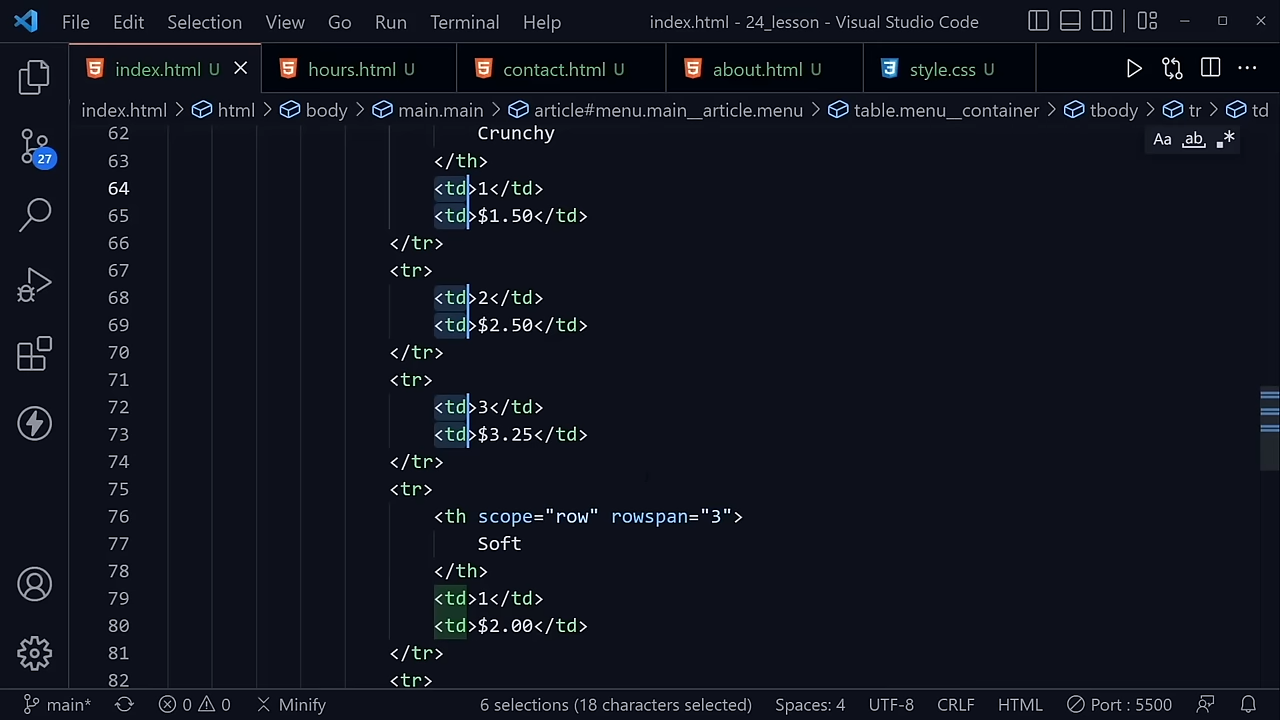 File Edit Selection View Go Run Terminal Help index.html - 24_lesson - Visual Studio Code
index.html U hours.html U contact.html U about.html U style.css U
index.html > html > body > main.main > article#menu.main__article.menu > table.menu__container > tbody > tr > td
Aa ab .*
62 Crunchy
63 </th>
64 <td>1</td>
65 <td>$1.50</td>
66 </tr>
67 <tr>
68 <td>2</td>
69 <td>$2.50</td>
70 </tr>
71 <tr>
72 <td>3</td>
73 <td>$3.25</td>
74 </tr>
75 <tr>
76 <th scope="row" rowspan="3">
77 Soft
78 </th>
79 <td>1</td>
80 <td>$2.00</td>
81 </tr>
82 <tr>
27
main* 0 0 Minify 6 selections (18 characters selected) Spaces: 4 UTF-8 CRLF HTML Port : 5500